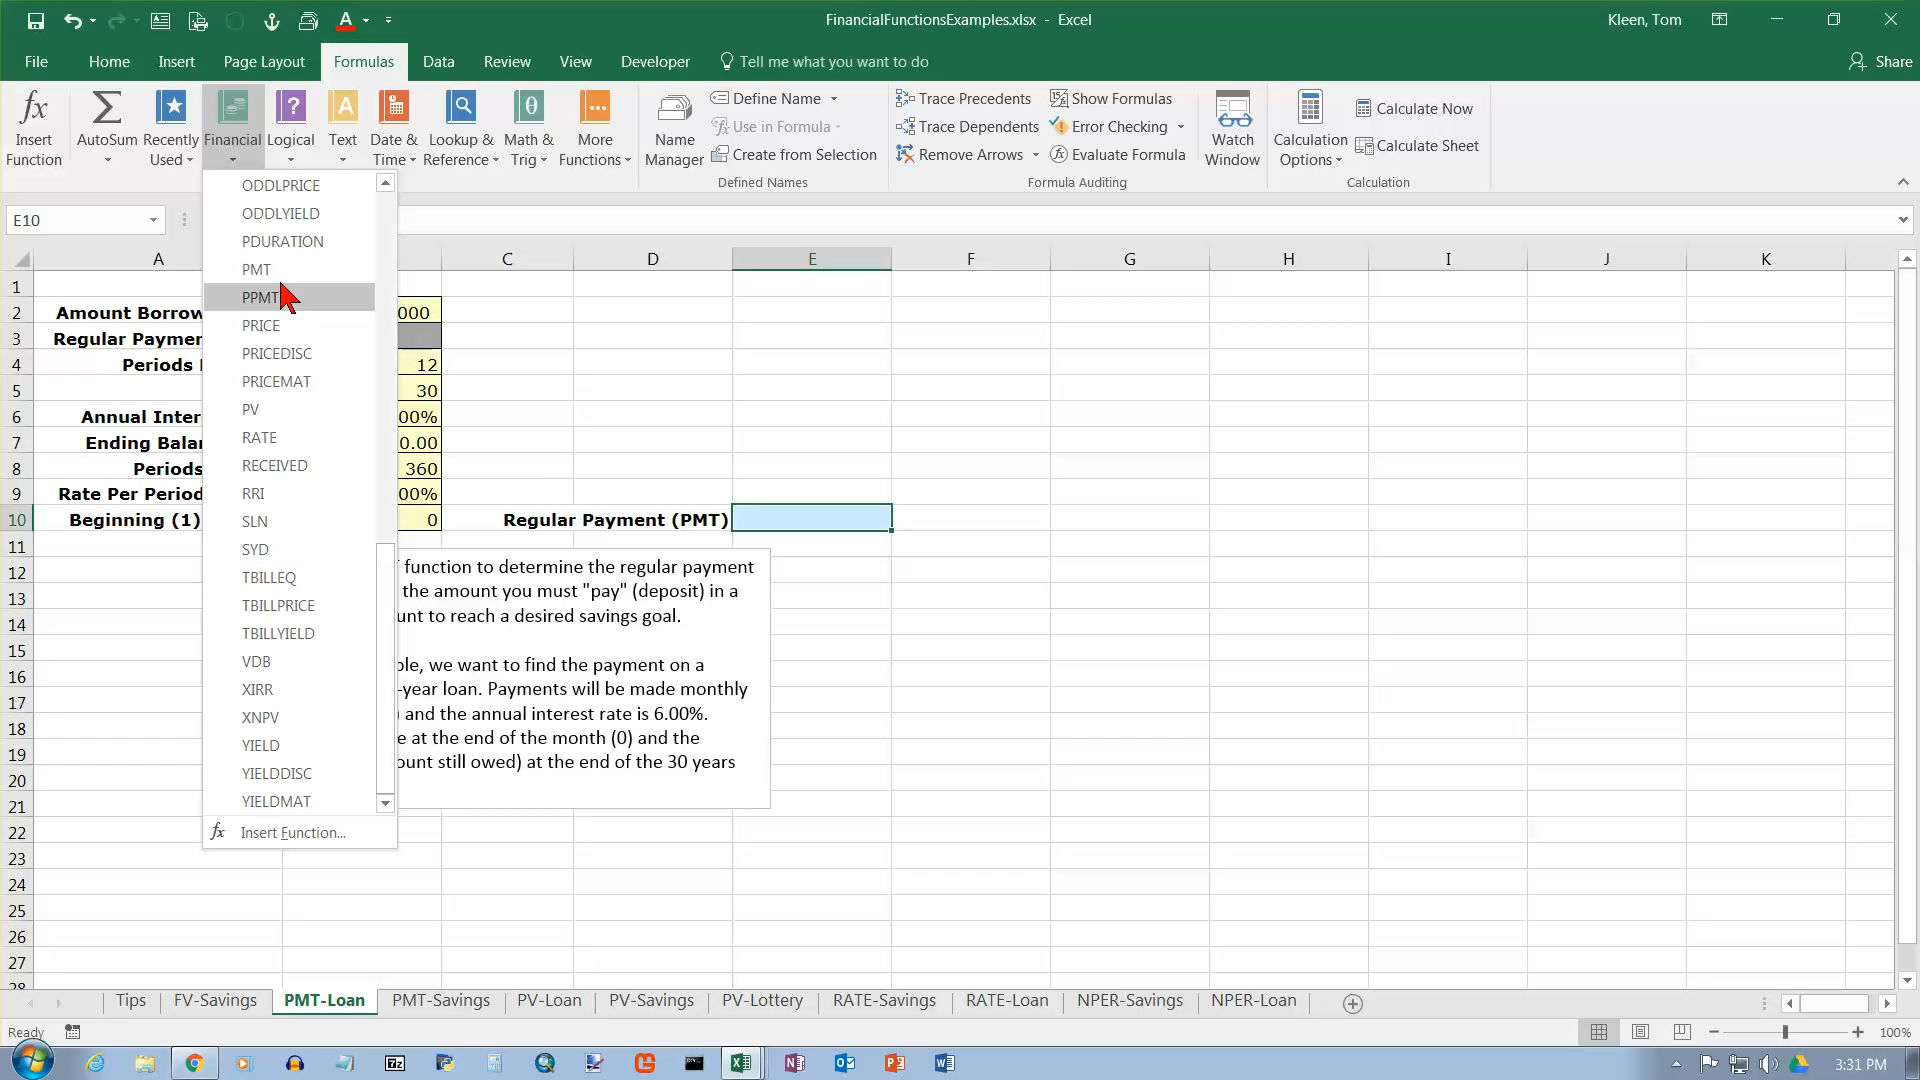 FinancialFunctionsExamples.xlsx - Excel
Kleen, Tom
File Home Insert Page Layout Formulas Data Review View Developer Tell me what you want to do Share
Insert Function
AutoSum
Recently Used
Financial
Logical
Text
Date & Time
Lookup & Reference
Math & Trig
More Functions
Name Manager
Define Name
Use in Formula
Create from Selection
Defined Names
Trace Precedents
Trace Dependents
Remove Arrows
Show Formulas
Error Checking
Evaluate Formula
Formula Auditing
Watch Window
Calculation Options
Calculate Now
Calculate Sheet
Calculation
E10
ODDLPRICE
ODDLYIELD
PDURATION
PMT
PPMT
PRICE
PRICEDISC
PRICEMAT
PV
RATE
RECEIVED
RRI
SLN
SYD
TBILLEQ
TBILLPRICE
TBILLYIELD
VDB
XIRR
XNPV
YIELD
YIELDDISC
YIELDMAT
fx Insert Function...
A C D E F G H I J K
1
2 Amount Borrow 000
3 Regular Paymen
4 Periods 12
5 30
6 Annual Inter 00%
7 Ending Balan 0.00
8 Periods 360
9 Rate Per Period 00%
10 Beginning (1) 0 Regular Payment (PMT)
11
12
13
14
15
16
17
18
19
20
21
22
23
24
25
26
27
28
function to determine the regular payment
the amount you must "pay" (deposit) in a
unt to reach a desired savings goal.
ple, we want to find the payment on a
-year loan. Payments will be made monthly
) and the annual interest rate is 6.00%.
e at the end of the month (0) and the
ount still owed) at the end of the 30 years
Tips FV-Savings PMT-Loan PMT-Savings PV-Loan PV-Savings PV-Lottery RATE-Savings RATE-Loan NPER-Savings NPER-Loan
Ready
100%
3:31 PM